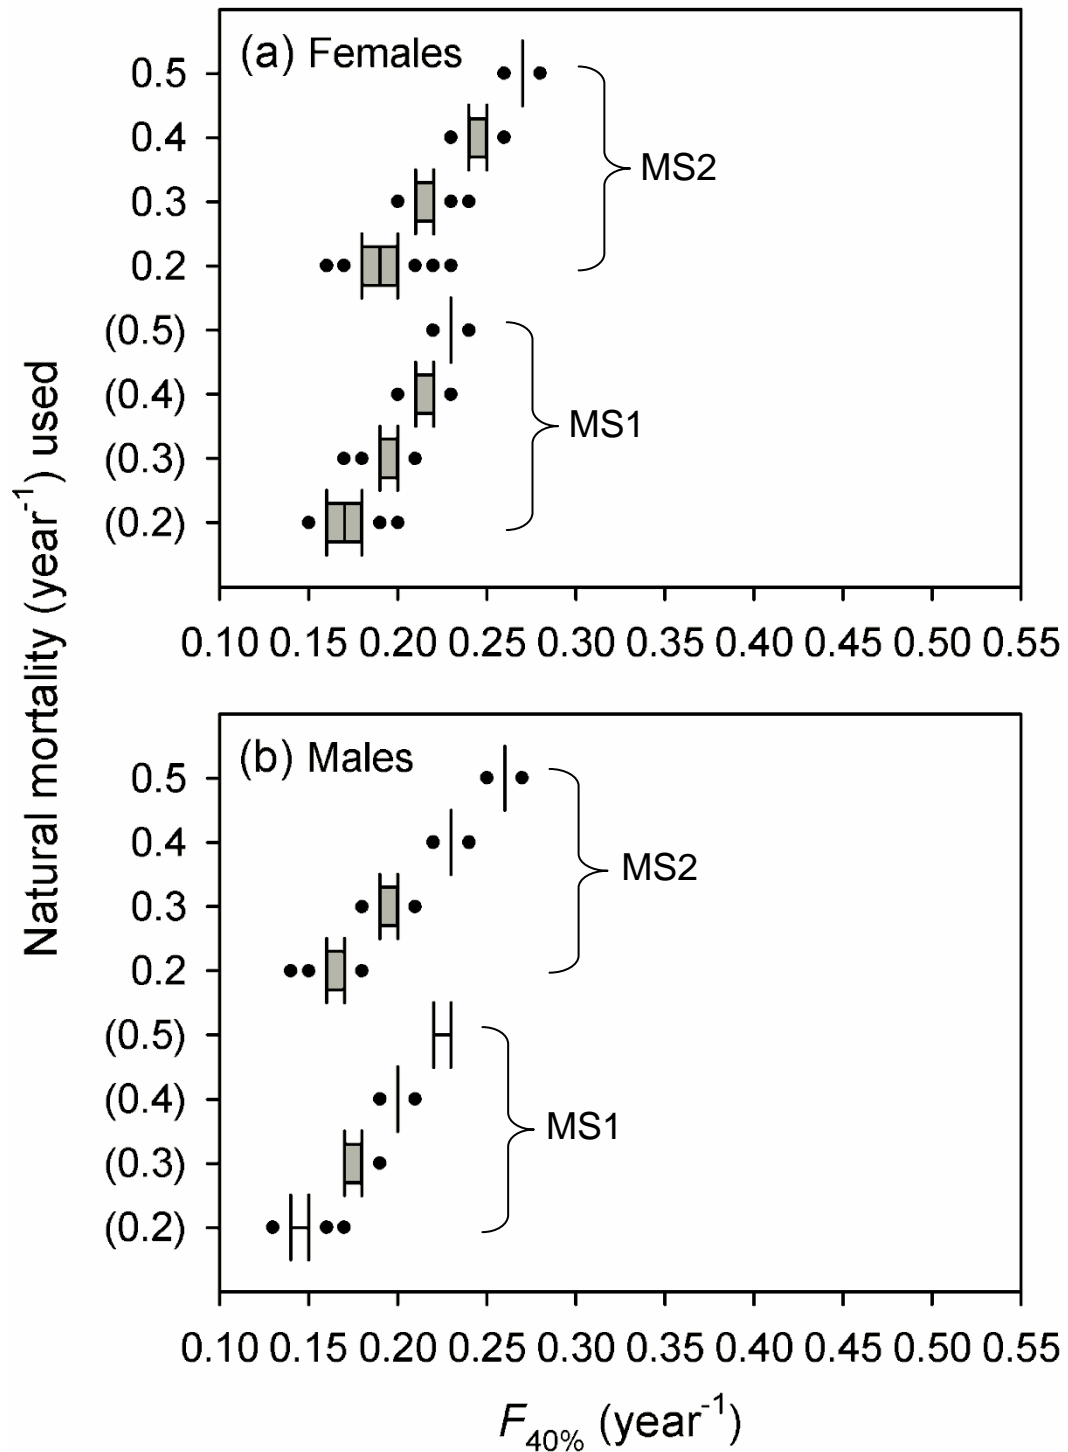 (a) Females
0.5
0.4
MS2
0.3
0.2
(0.5)
(0.4)
MS1
(0.3)
(0.2)
0.10 0.15 0.20 0.25 0.30 0.35 0.40 0.45 0.50 0.55
Natural mortality (year-1) used
(b) Males
0.5
0.4
MS2
0.3
0.2
(0.5)
(0.4)
MS1
(0.3)
(0.2)
0.10 0.15 0.20 0.25 0.30 0.35 0.40 0.45 0.50 0.55
F40% (year-1)